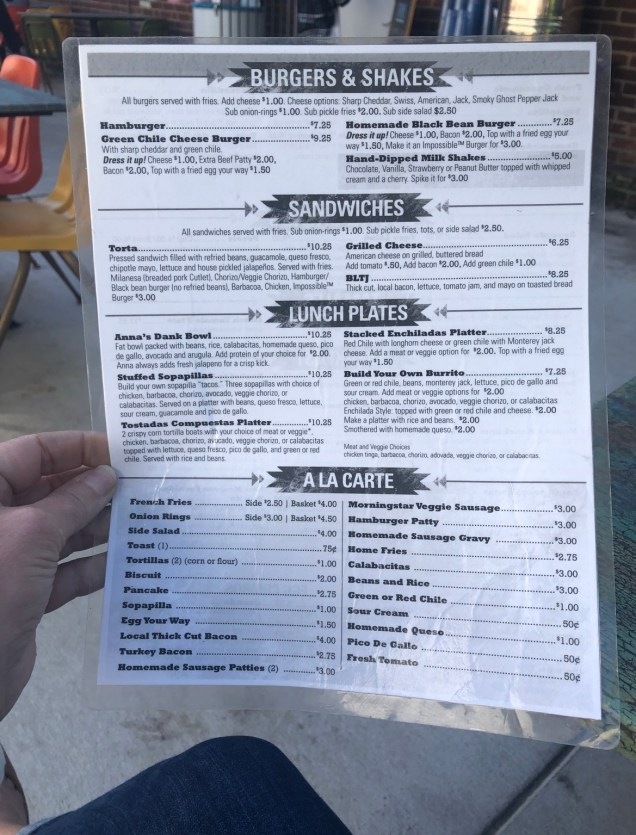 BURGERS & SHAKES
All burgers served with fries. Add cheese $1.00. Cheese options: Sharp Cheddar, Swiss, American, Jack, Smoky Ghost Pepper Jack
Sub onion-rings $1.00. Sub pickle fries $2.00, Sub side salad $2.50
Hamburger $7.25
Green Chile Cheese Burger $9.25
With sharp cheddar and green chile.
Dress it up! Cheese $1.00, Extra Beef Patty $2.00,
Bacon $2.00, Top with a fried egg your way $1.50
Homemade Black Bean Burger $7.25
Dress it up! Cheese $1.00, Bacon $2.00, Top with a fried egg your
way $1.50, Make it an Impossible™ Burger for $3.00.
Hand-Dipped Milk Shakes $5.00
Chocolate, Vanilla, Strawberry or Peanut Butter topped with whipped
cream and a cherry. Spike it for $3.00
SANDWICHES
All sandwiches served with fries. Sub onion-rings $1.00. Sub pickle fries, tots, or side salad $2.50.
Torta $10.25
Pressed sandwich filled with refried beans, guacamole, queso fresco,
chipotle mayo, lettuce and house pickled jalapeños. Served with fries.
Milanesa (breaded pork Cutlet), Chorizo/Veggie Chorizo, Hamburger/
Black bean burger (no refried beans), Barbacoa, Chicken, Impossible™
Burger $3.00
Grilled Cheese $6.25
American cheese on grilled, buttered bread
Add tomato $.50, Add bacon $2.00, Add green chile $1.00
BLTJ $8.25
Thick cut, local bacon, lettuce, tomato jam, and mayo on toasted bread
LUNCH PLATES
Anna's Dank Bowl $10.25
Fat bowl packed with beans, rice, calabacitas, homemade queso, pico
de gallo, avocado and arugula. Add protein of your choice for $2.00.
Anna always adds fresh jalapeno for a crisp kick.
Stuffed Sopapillas $10.25
Build your own sopapilla "tacos." Three sopapillas with choice of
chicken, barbacoa, chorizo, avocado, veggie chorizo, or
calabacitas. Served on a platter with beans, queso fresco, lettuce,
sour cream, guacamole and pico de gallo.
Tostadas Compuestas Platter $10.25
2 crispy corn tortilla boats with your choice of meat or veggie*,
chicken, barbacoa, chorizo, avocado, veggie chorizo, or calabacitas
topped with lettuce, queso fresco, pico de gallo, and green or red
chile. Served with rice and beans.
Stacked Enchiladas Platter $8.25
Red Chile with longhorn cheese or green chile with Monterey jack
cheese. Add a meat or veggie option for $2.00. Top with a fried egg
your way $1.50
Build Your Own Burrito $7.25
Green or red chile, beans, monterey jack, lettuce, pico de gallo and
sour cream. Add meat or veggie options for $2.00
chicken, barbacoa, chorizo, avocado, veggie chorizo, or calabacitas
Enchilada Style: topped with green or red chile and cheese. $2.00
Make a platter with rice and beans. $2.00
Smothered with homemade queso. $2.00
Meat and Veggie Choices
chicken tinga, barbacoa, chorizo, adovada, veggie chorizo, or calabacitas.
A LA CARTE
French Fries Side $2.50 | Basket $4.00
Onion Rings Side $3.00 | Basket $4.50
Side Salad $4.00
Toast (1) 75¢
Tortillas (2) (corn or flour) $1.00
Biscuit $2.00
Pancake $2.75
Sopapilla $1.00
Egg Your Way $1.50
Local Thick Cut Bacon $4.00
Turkey Bacon $2.75
Homemade Sausage Patties (2) $3.00
Morningstar Veggie Sausage $3.00
Hamburger Patty $3.00
Homemade Sausage Gravy $3.00
Home Fries $2.75
Calabacitas $3.00
Beans and Rice $3.00
Green or Red Chile $1.00
Sour Cream 50¢
Homemade Queso $1.00
Pico De Gallo 50¢
Fresh Tomato 50¢